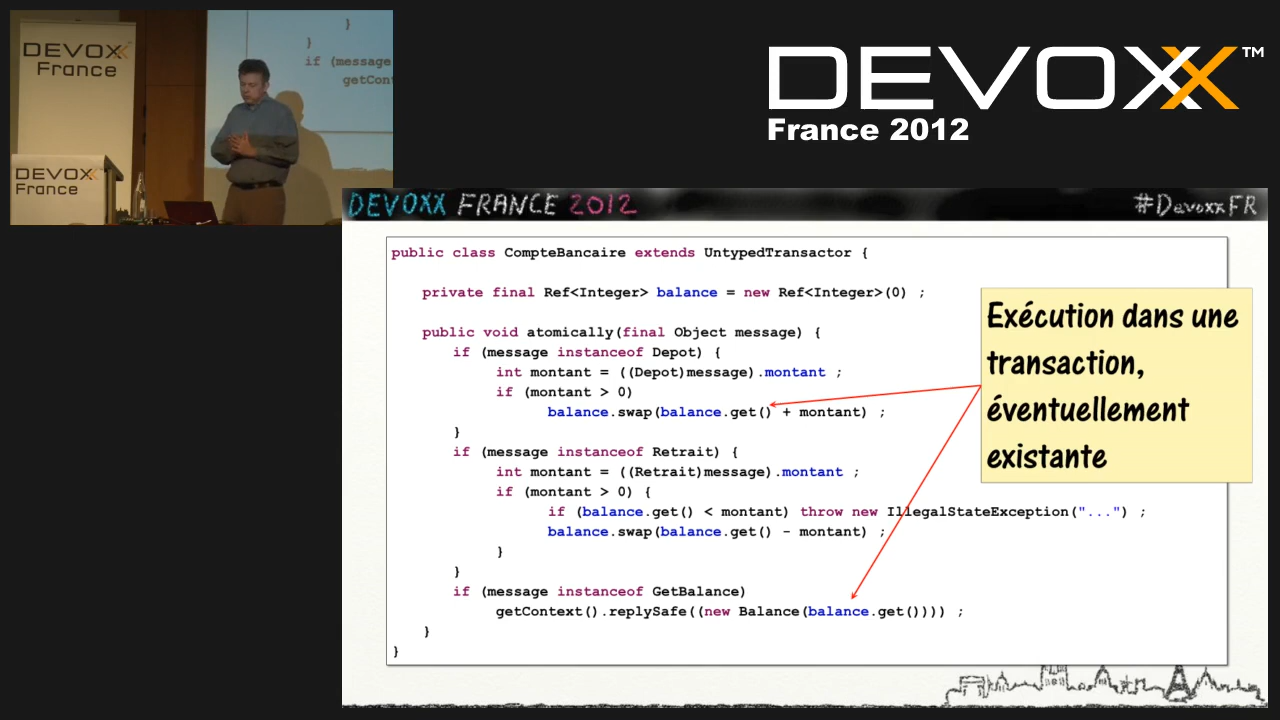 DEVOXX
France
}
}
if (message
getCont
DEVOXX
France
DEVOXX™
France 2012
DEVOXX FRANCE 2012
#DevoxxFR
public class CompteBancaire extends UntypedTransactor {
private final Ref<Integer> balance = new Ref<Integer>(0) ;
public void atomically(final Object message) {
if (message instanceof Depot) {
int montant = ((Depot)message).montant ;
if (montant > 0)
balance.swap(balance.get() + montant) ;
}
if (message instanceof Retrait) {
int montant = ((Retrait)message).montant ;
if (montant > 0) {
if (balance.get() < montant) throw new IllegalStateException("...") ;
balance.swap(balance.get() - montant) ;
}
}
if (message instanceof GetBalance)
getContext().replySafe((new Balance(balance.get()))) ;
}
}
Exécution dans une
transaction,
éventuellement
existante